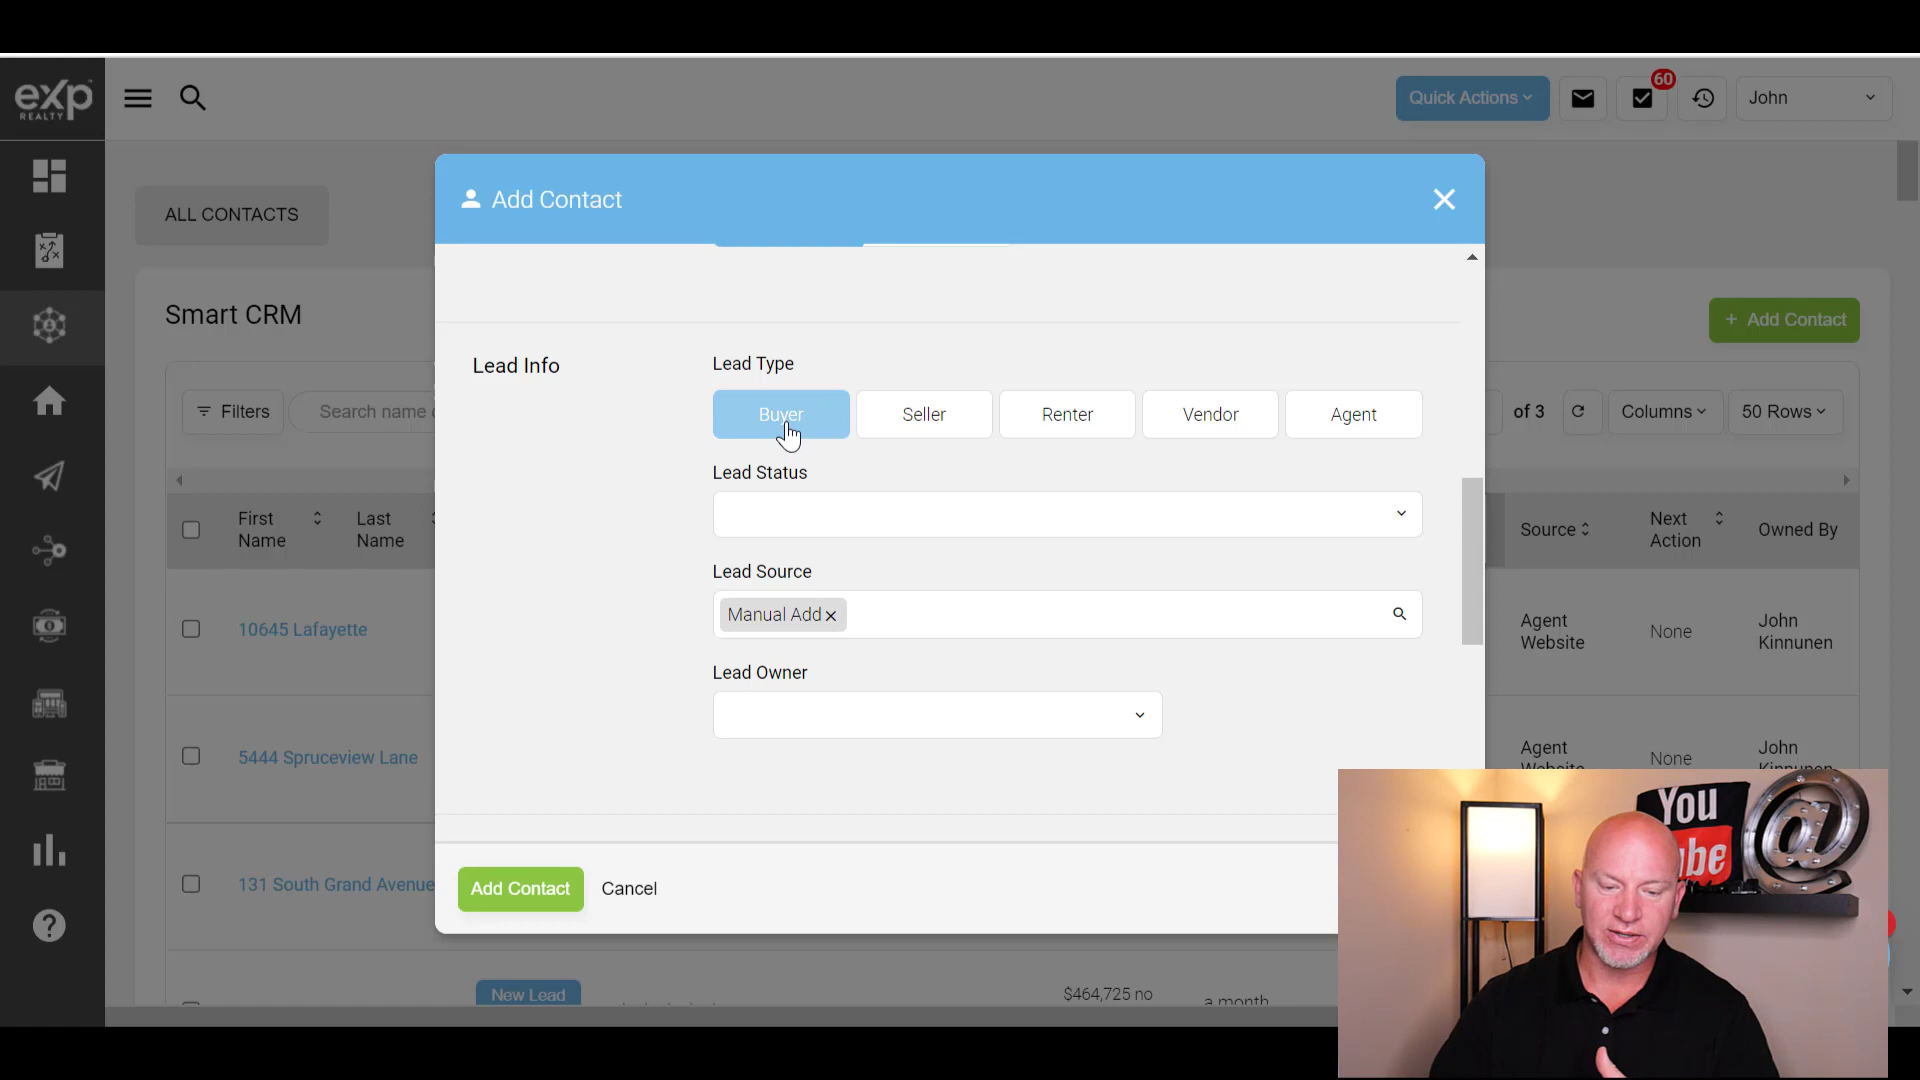 eXp
REALTY
Quick Actions
60
John
ALL CONTACTS
Add Contact
Smart CRM
+ Add Contact
Lead Info
Lead Type
Buyer
Seller
Renter
Vendor
Agent
Filters
Search name
of 3
Columns
50 Rows
Lead Status
First Name
Last Name
Source
Next Action
Owned By
Lead Source
Manual Add
10645 Lafayette
Agent Website
None
John Kinnunen
Lead Owner
5444 Spruceview Lane
Agent
None
John
131 South Grand Avenue
Add Contact
Cancel
You
New Lead
$464,725 no
a month